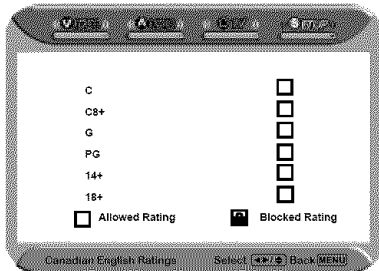 C
C8+
G
PG
14+
18+
Allowed Rating Blocked Rating
Canadian English Ratings Select Back MENU